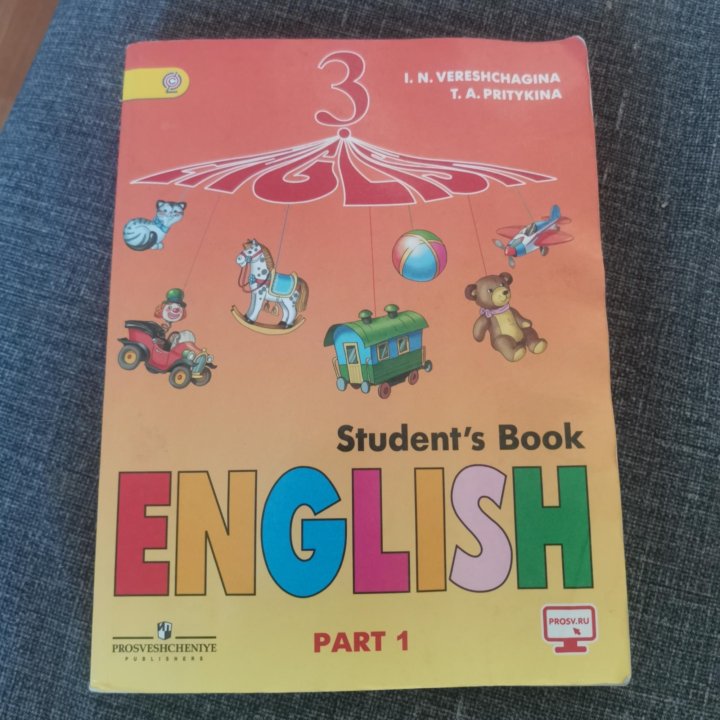 3
I. N. VERESHCHAGINA
T. A. PRITYKINA
ENGLISH
Student's Book
ENGLISH
PART 1
PROSVESHCHENIYE
PUBLISHERS
PROSV.RU